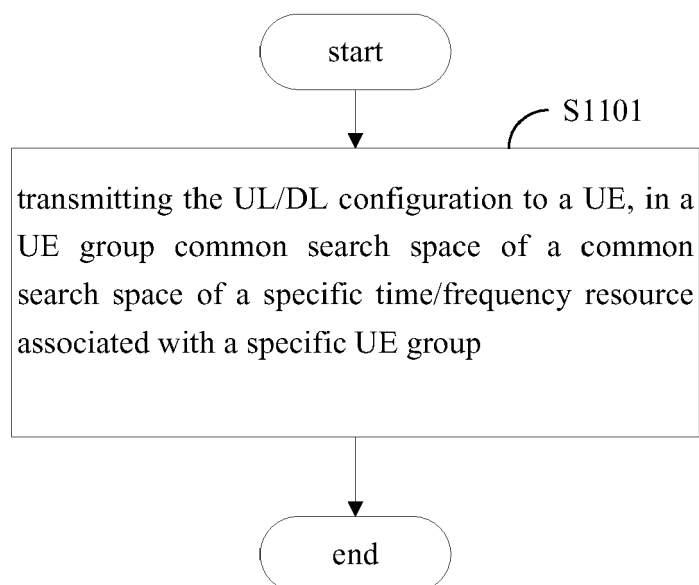 start
S1101
transmitting the UL/DL configuration to a UE, in a
UE group common search space of a common
search space of a specific time/frequency resource
associated with a specific UE group
end